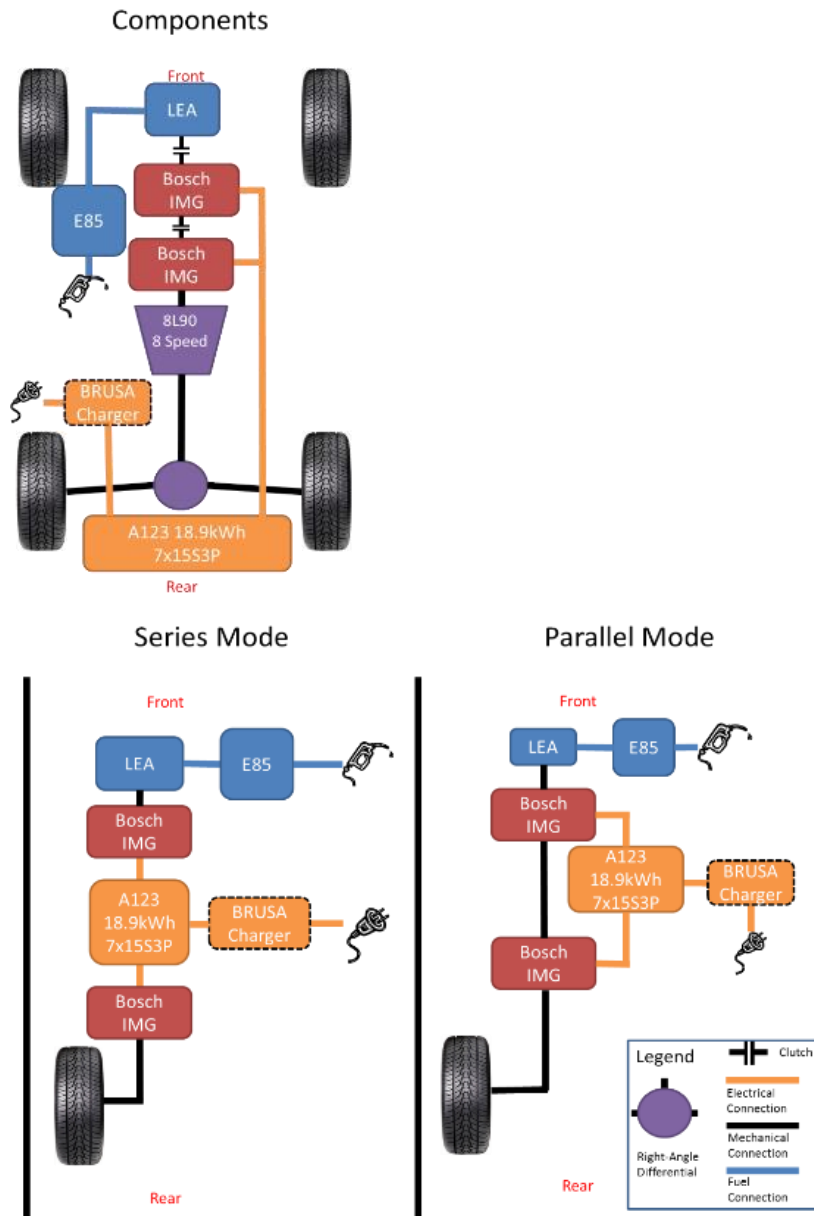 Components
Front
LEA
Bosch
IMG
E85
Bosch
IMG
8L90
8 Speed
BRUSA
Charger
A123 18.9kWh
7x15S3P
Rear
Series Mode
Front
LEA
E85
Bosch
IMG
A123
18.9kWh
7x15S3P
BRUSA
Charger
Bosch
IMG
Rear
Parallel Mode
Front
LEA
E85
Bosch
IMG
A123
18.9kWh
7x15S3P
BRUSA
Charger
Bosch
IMG
Rear
Legend
Right-Angle
Differential
Clutch
Electrical
Connection
Mechanical
Connection
Fuel
Connection